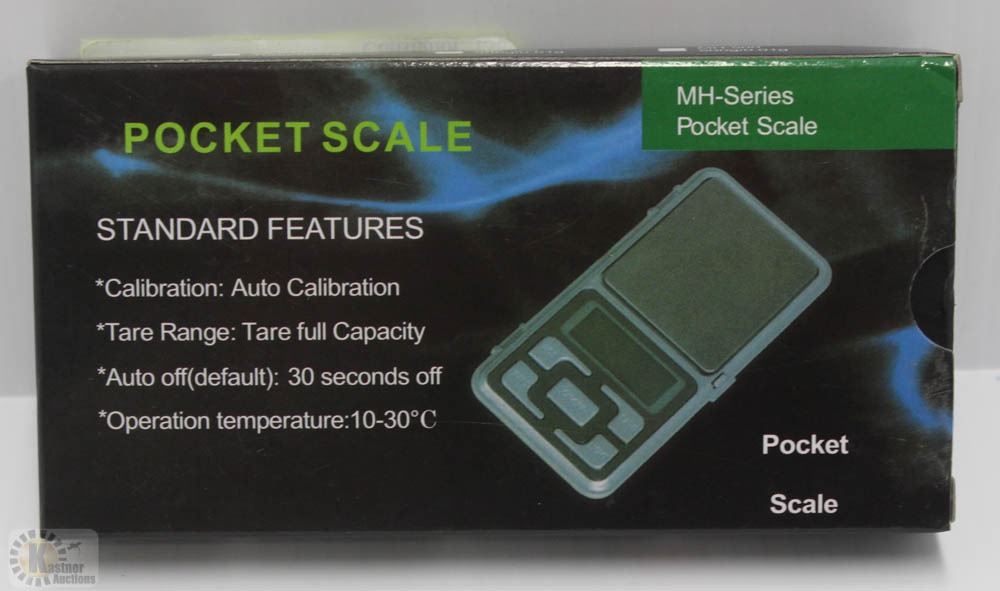 MH-Series
Pocket Scale
POCKET SCALE
STANDARD FEATURES
*Calibration: Auto Calibration
*Tare Range: Tare full Capacity
*Auto off(default): 30 seconds off
*Operation temperature:10-30°C
Pocket
Scale
Kastner
Auctions